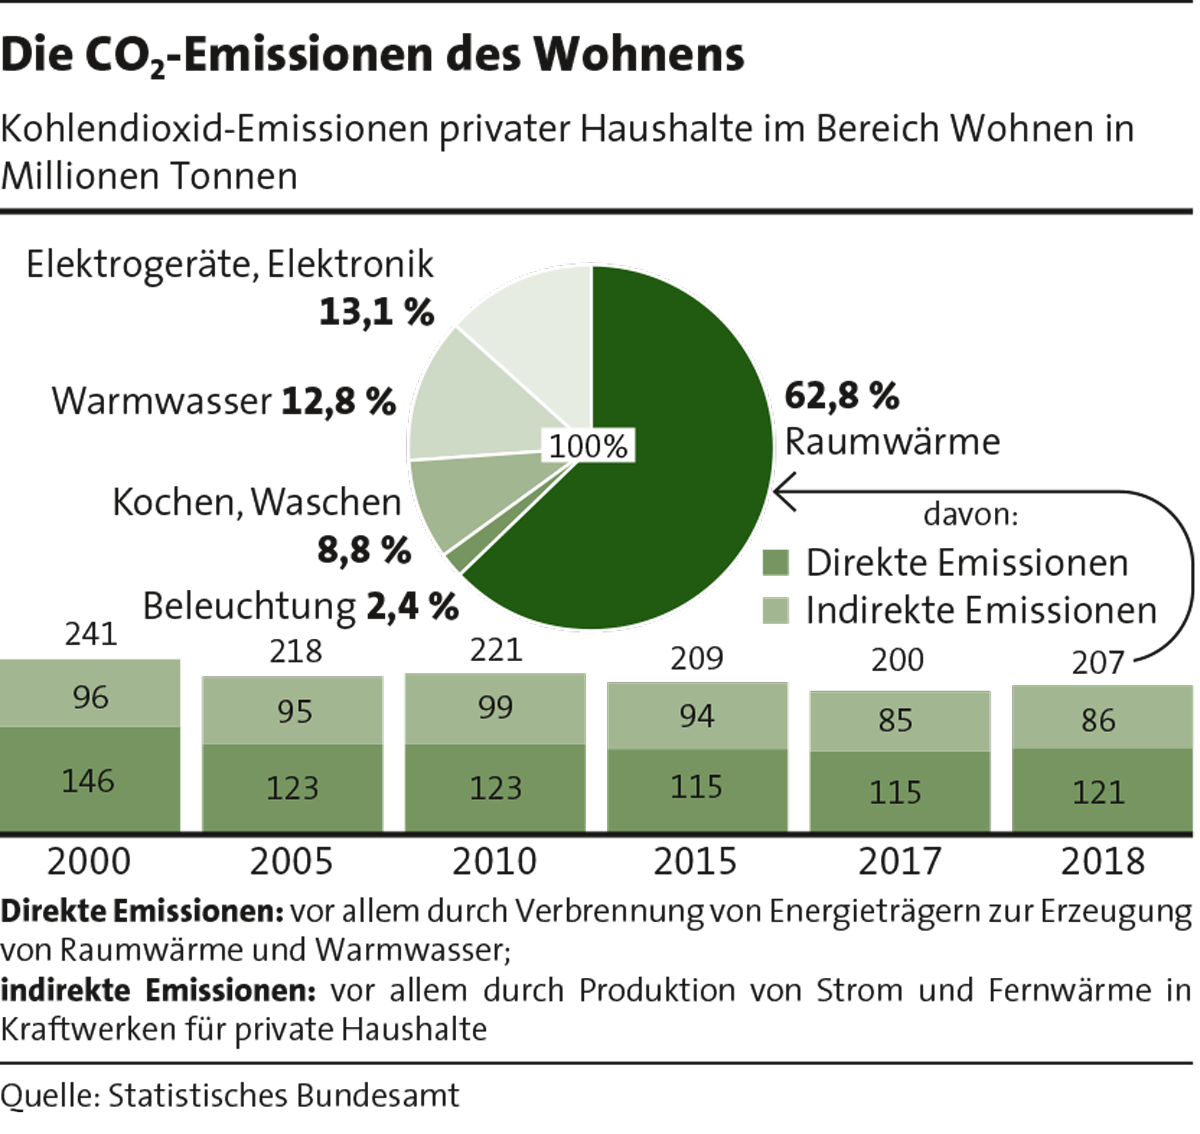 Die CO₂-Emissionen des Wohnens
Kohlendioxid-Emissionen privater Haushalte im Bereich Wohnen in
Millionen Tonnen
Elektrogeräte, Elektronik
13,1 %
Warmwasser 12,8 %
Kochen, Waschen
8,8 %
Beleuchtung 2,4 %
100%
62,8 %
Raumwärme
davon:
Direkte Emissionen
Indirekte Emissionen
241 218 221 209 200 207
96 95 99 94 85 86
146 123 123 115 115 121
2000 2005 2010 2015 2017 2018
Direkte Emissionen: vor allem durch Verbrennung von Energieträgern zur Erzeugung
von Raumwärme und Warmwasser;
indirekte Emissionen: vor allem durch Produktion von Strom und Fernwärme in
Kraftwerken für private Haushalte
Quelle: Statistisches Bundesamt